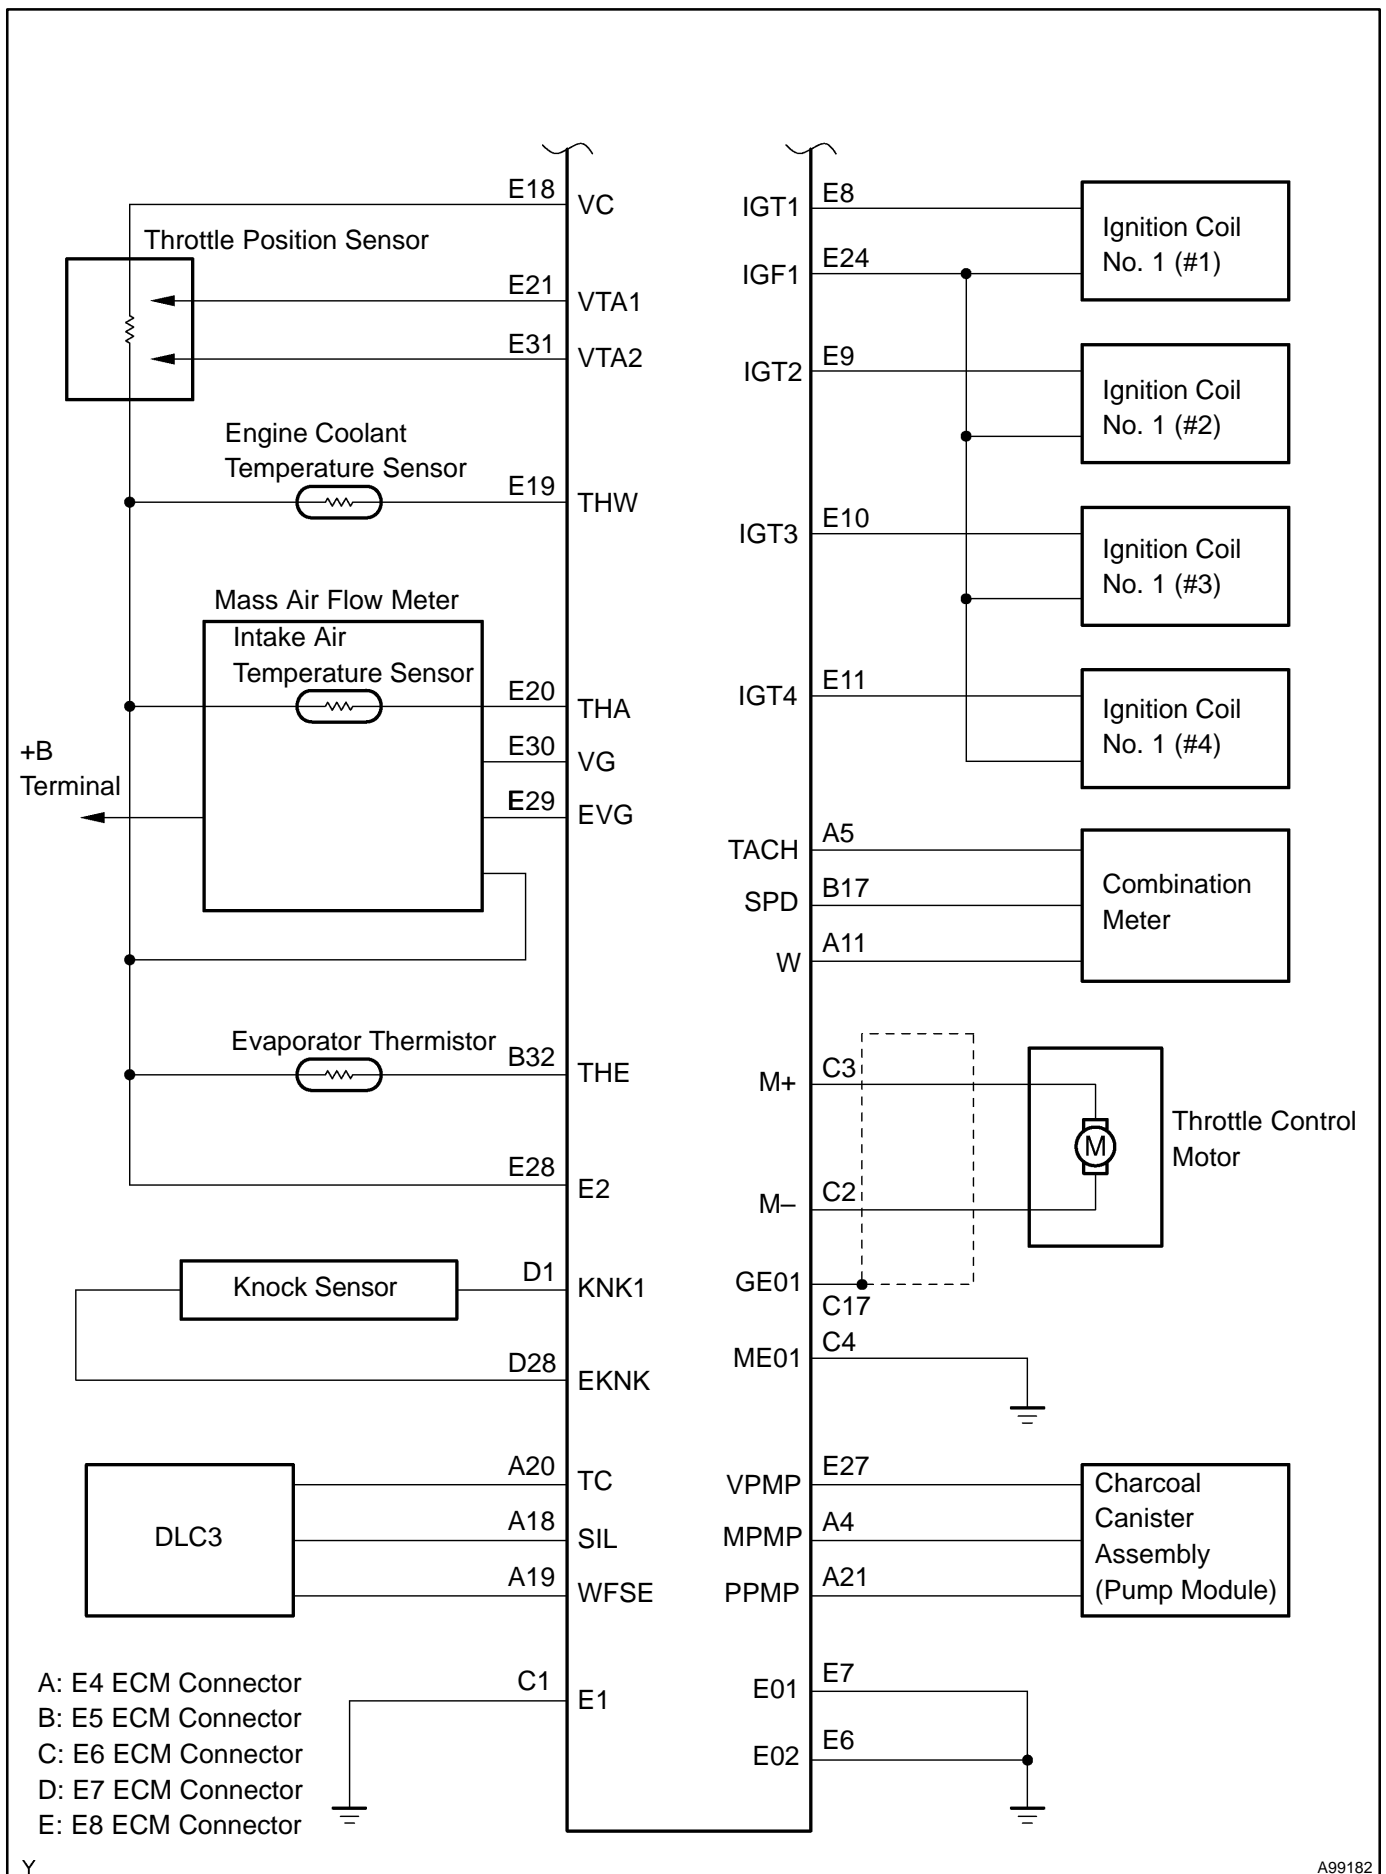 E18
VC
Throttle Position Sensor
E21
VTA1
E31
VTA2
Engine Coolant
Temperature Sensor
E19
THW
Mass Air Flow Meter
Intake Air
Temperature Sensor
E20
THA
E30
VG
+B
Terminal
E29
EVG
Evaporator Thermistor
B32
THE
E28
E2
Knock Sensor
D1
KNK1
D28
EKNK
DLC3
A20
TC
A18
SIL
A19
WFSE
C1
E1
A: E4 ECM Connector
B: E5 ECM Connector
C: E6 ECM Connector
D: E7 ECM Connector
E: E8 ECM Connector
IGT1
E8
Ignition Coil
No. 1 (#1)
IGF1
E24
IGT2
E9
Ignition Coil
No. 1 (#2)
IGT3
E10
Ignition Coil
No. 1 (#3)
IGT4
E11
Ignition Coil
No. 1 (#4)
TACH
A5
SPD
B17
W
A11
Combination
Meter
M+
C3
M
Throttle Control
Motor
M–
C2
GE01
C17
ME01
C4
VPMP
E27
MPMP
A4
PPMP
A21
Charcoal
Canister
Assembly
(Pump Module)
E01
E7
E02
E6
Y
A99182